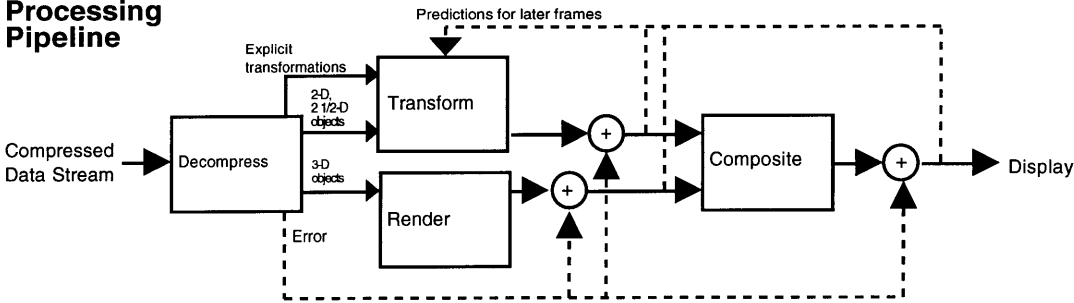 Processing
Pipeline
Predictions for later frames
Explicit
transformations
2-D,
2 1/2-D
objects
Transform
+
Compressed
Data Stream
Decompress
3-D
objects
Render
+
Composite
+
Display
Error